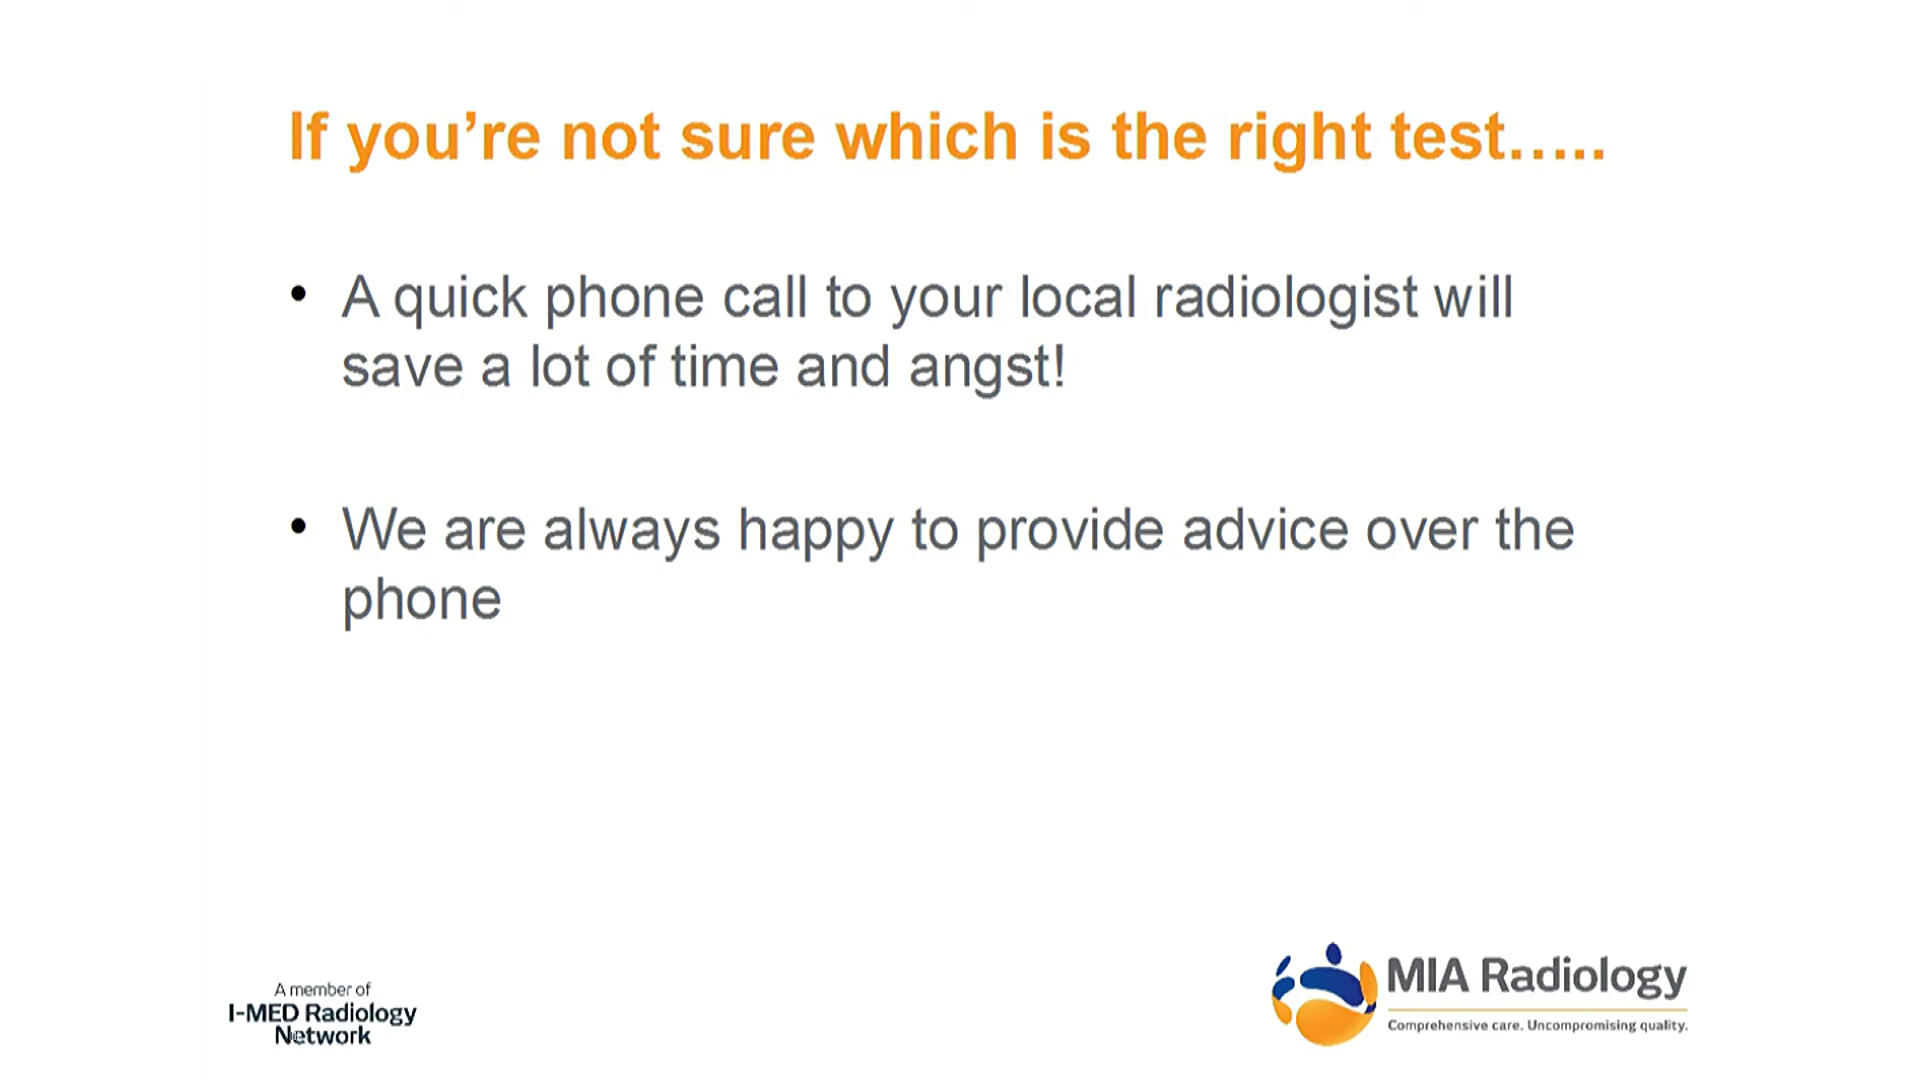 If you’re not sure which is the right test…..
• A quick phone call to your local radiologist will
save a lot of time and angst!
• We are always happy to provide advice over the
phone
A member of
I-MED Radiology
Network
MIA Radiology
Comprehensive care. Uncompromising quality.